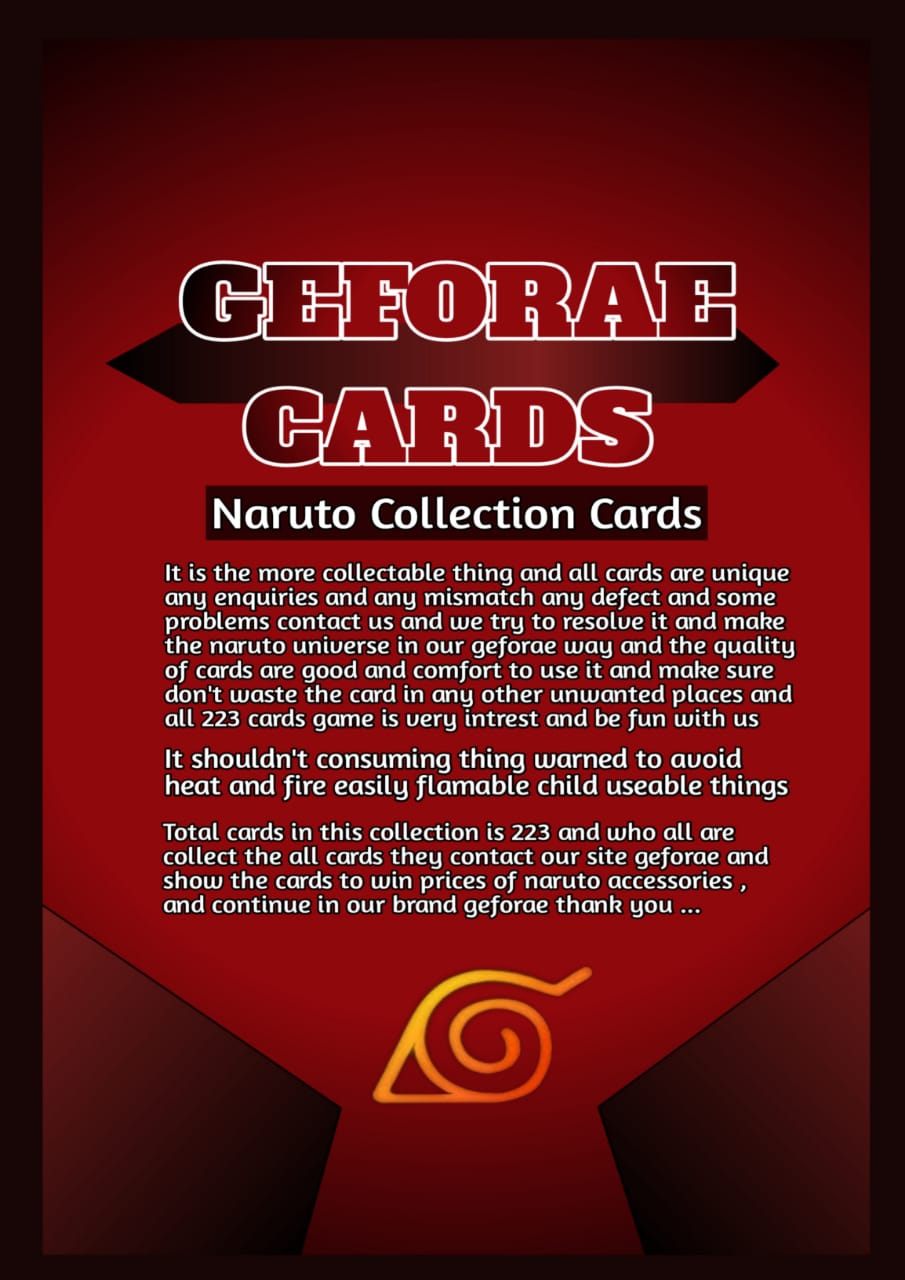 GEFORAE
CARDS
Naruto Collection Cards
It is the more collectable thing and all cards are unique
any enquiries and any mismatch any defect and some
problems contact us and we try to resolve it and make
the naruto universe in our geforae way and the quality
of cards are good and comfort to use it and make sure
don't waste the card in any other unwanted places and
all 223 cards game is very intrest and be fun with us
It shouldn't consuming thing warned to avoid
heat and fire easily flamable child useable things
Total cards in this collection is 223 and who all are
collect the all cards they contact our site geforae and
show the cards to win prices of naruto accessories ,
and continue in our brand geforae thank you ...